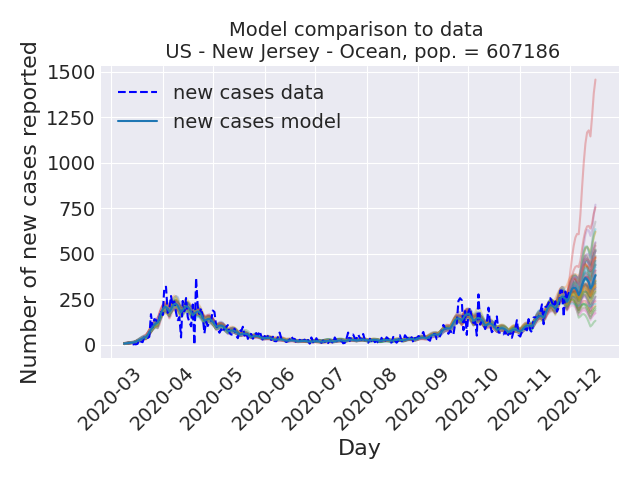 Model comparison to data
US - New Jersey - Ocean, pop. = 607186
Number of new cases reported
1500
1250
1000
750
500
250
0
new cases data
new cases model
2020-03
2020-04
2020-05
2020-06
2020-07
2020-08
2020-09
2020-10
2020-11
2020-12
Day